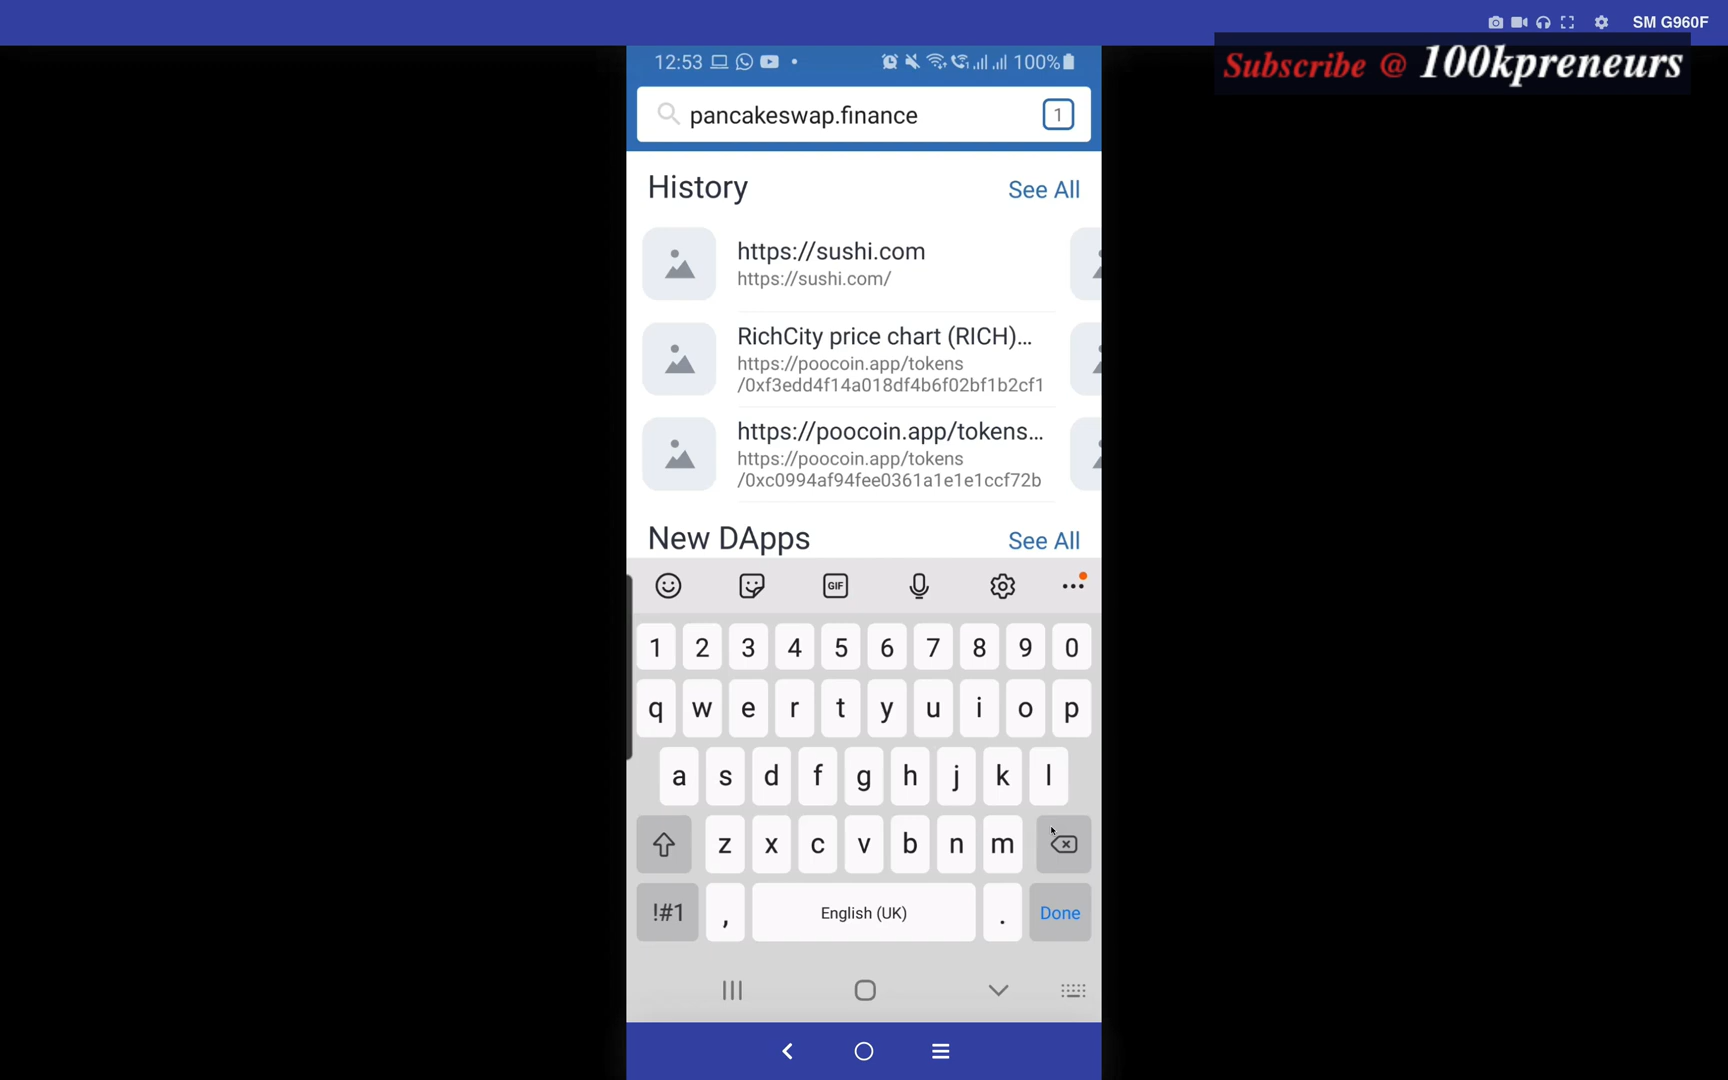 SM G960F
Subscribe @ 100kpreneurs
12:53 100%
pancakeswap.finance 1
History See All
https://sushi.com
https://sushi.com/
RichCity price chart (RICH)...
https://poocoin.app/tokens
/0xf3edd4f14a018df4b6f02bf1b2cf1
https://poocoin.app/tokens...
https://poocoin.app/tokens
/0xc0994af94fee0361a1e1e1ccf72b
New DApps See All
GIF
1 2 3 4 5 6 7 8 9 0
q w e r t y u i o p
a s d f g h j k l
z x c v b n m
!#1 , English (UK) . Done